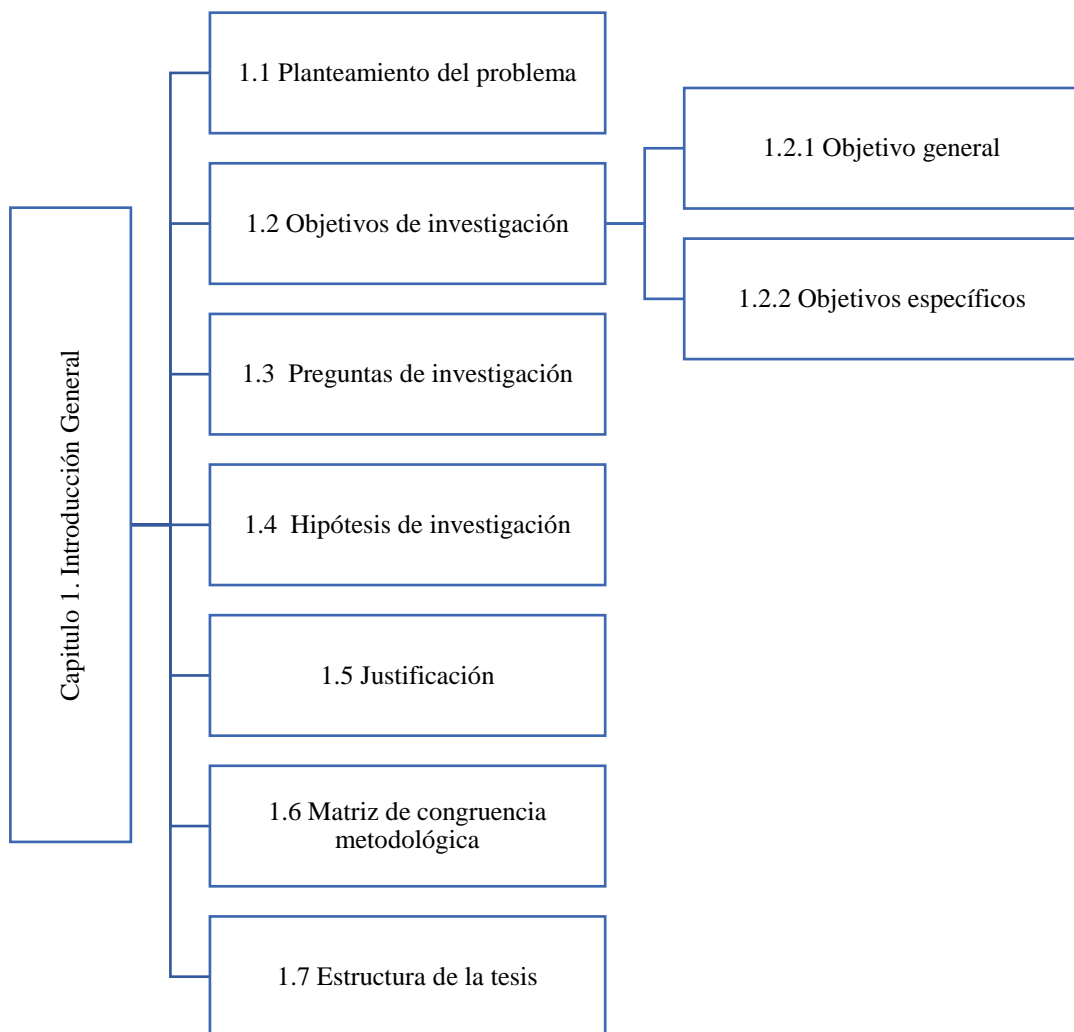 Capitulo 1. Introducción General
1.1 Planteamiento del problema
1.2 Objetivos de investigación
1.2.1 Objetivo general
1.2.2 Objetivos específicos
1.3 Preguntas de investigación
1.4 Hipótesis de investigación
1.5 Justificación
1.6 Matriz de congruencia
metodológica
1.7 Estructura de la tesis